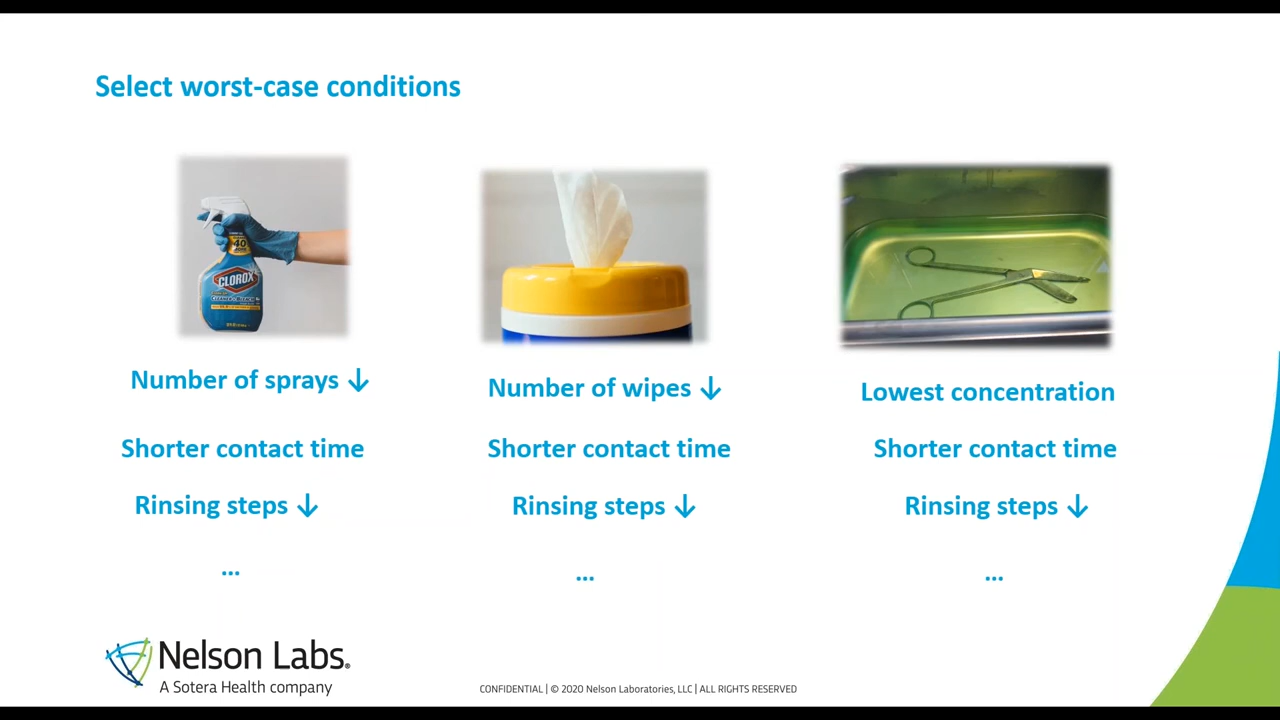 Select worst-case conditions
40
CLOROX
Number of sprays ↓
Shorter contact time
Rinsing steps ↓
...
Number of wipes ↓
Shorter contact time
Rinsing steps ↓
...
Lowest concentration
Shorter contact time
Rinsing steps ↓
...
Nelson Labs®
A Sotera Health company
CONFIDENTIAL | © 2020 Nelson Laboratories, LLC | ALL RIGHTS RESERVED